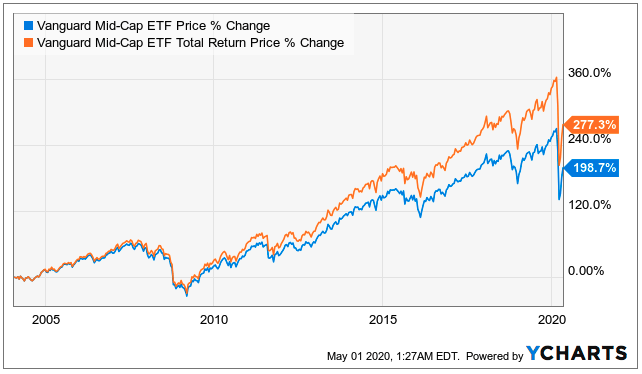 Vanguard Mid-Cap ETF Price % Change
Vanguard Mid-Cap ETF Total Return Price % Change
360.0%
277.3%
240.0%
198.7%
120.0%
0.00%
2005 2010 2015 2020
May 01 2020, 1:27AM EDT. Powered by YCHARTS